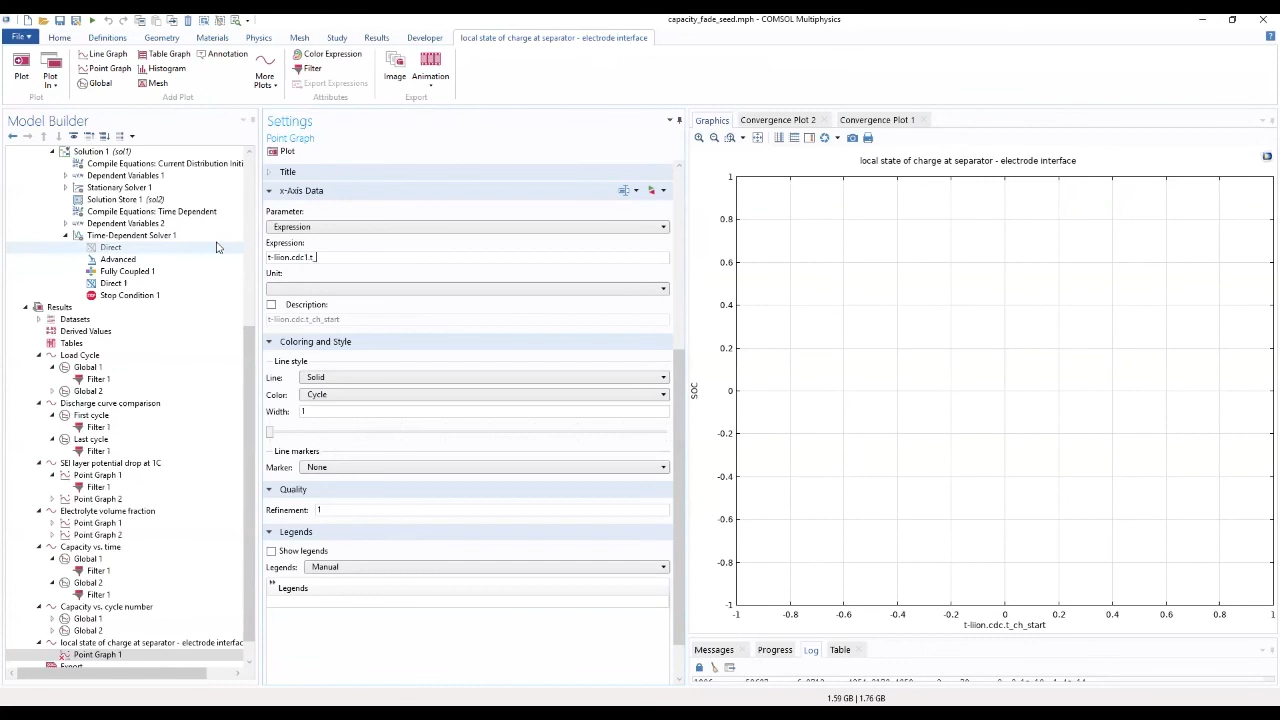 capacity_fade_seed.mph - COMSOL Multiphysics
File Home Definitions Geometry Materials Physics Mesh Study Results Developer local state of charge at separator - electrode interface
Plot
Plot In
Line Graph Table Graph Annotation
Point Graph Histogram
Global Mesh
More Plots
Color Expression
Filter
Export Expressions
Image
Animation
Plot Add Plot Attributes Export
Model Builder
Solution 1 (sol1)
Compile Equations: Current Distribution Initi
Dependent Variables 1
Stationary Solver 1
Solution Store 1 (sol2)
Compile Equations: Time Dependent
Dependent Variables 2
Time-Dependent Solver 1
Direct
Advanced
Fully Coupled 1
Direct 1
Stop Condition 1
Results
Datasets
Derived Values
Tables
Load Cycle
Global 1
Filter 1
Global 2
Discharge curve comparison
First cycle
Filter 1
Last cycle
Filter 1
SEI layer potential drop at 1C
Point Graph 1
Filter 1
Point Graph 2
Electrolyte volume fraction
Point Graph 1
Point Graph 2
Capacity vs. time
Global 1
Filter 1
Global 2
Filter 1
Capacity vs. cycle number
Global 1
Global 2
local state of charge at separator - electrode interfac
Point Graph 1
Settings
Point Graph
Plot
Title
x-Axis Data
Parameter:
Expression
Expression:
t-liion.cdc1.t_
Unit:
Description:
t-liion.cdc.t_ch_start
Coloring and Style
Line style
Line: Solid
Color: Cycle
Width: 1
Line markers
Marker: None
Quality
Refinement: 1
Legends
Show legends
Legends: Manual
Legends
Graphics Convergence Plot 2 Convergence Plot 1
local state of charge at separator - electrode interface
1
0.8
0.6
0.4
0.2
0
-0.2
-0.4
-0.6
-0.8
-1
SOC
-1 -0.8 -0.6 -0.4 -0.2 0 0.2 0.4 0.6 0.8 1
t-liion.cdc.t_ch_start
Messages Progress Log Table
1.59 GB | 1.76 GB